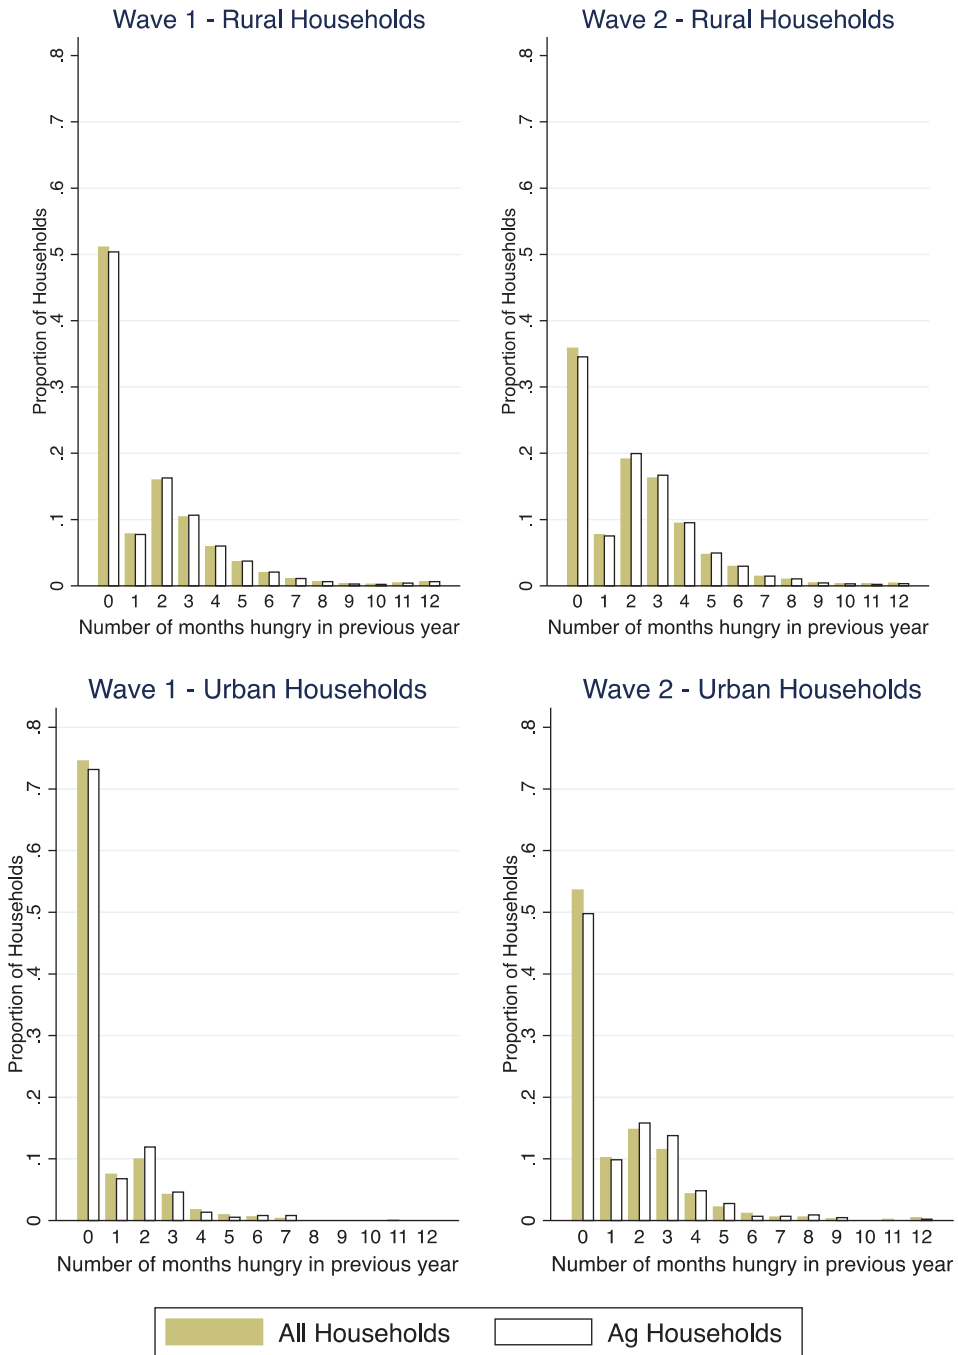 Wave 1 - Rural Households
Proportion of Households
0 .1 .2 .3 .4 .5 .6 .7 .8
0 1 2 3 4 5 6 7 8 9 10 11 12
Number of months hungry in previous year
Wave 2 - Rural Households
Proportion of Households
0 .1 .2 .3 .4 .5 .6 .7 .8
0 1 2 3 4 5 6 7 8 9 10 11 12
Number of months hungry in previous year
Wave 1 - Urban Households
Proportion of Households
0 .1 .2 .3 .4 .5 .6 .7 .8
0 1 2 3 4 5 6 7 8 9 10 11 12
Number of months hungry in previous year
Wave 2 - Urban Households
Proportion of Households
0 .1 .2 .3 .4 .5 .6 .7 .8
0 1 2 3 4 5 6 7 8 9 10 11 12
Number of months hungry in previous year
All Households Ag Households